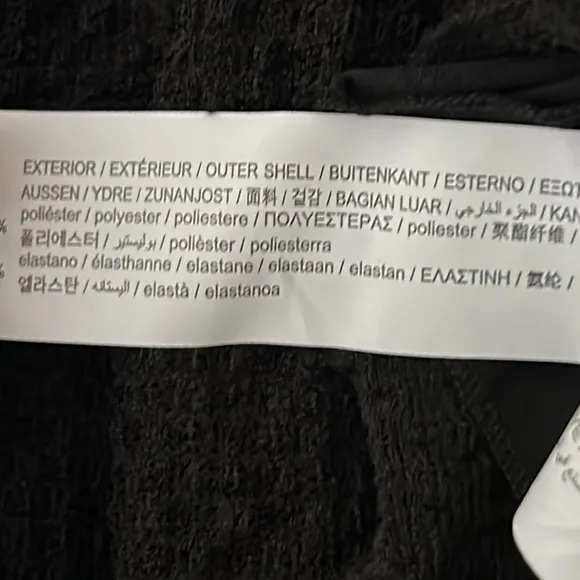 EXTERIOR / EXTÉRIEUR / OUTER SHELL / BUITENKANT / ESTERNO / ΕΞΩΤ
AUSSEN / YDRE / ZUNANJOST / 面料 / 겉감 / BAGIAN LUAR / الجزء الخارجي / KAN
poliéster / polyester / poliestere / ΠΟΛΥΕΣΤΕΡΑΣ / poliester / 聚酯纤维 /
% 폴리에스터 / بوليستير / polièster / poliesterra
elastano / élasthanne / elastane / elastaan / elastan / ΕΛΑΣΤΙΝΗ / 氨纶 /
% 엘라스탄 / الإيلاستان / elastà / elastanoa